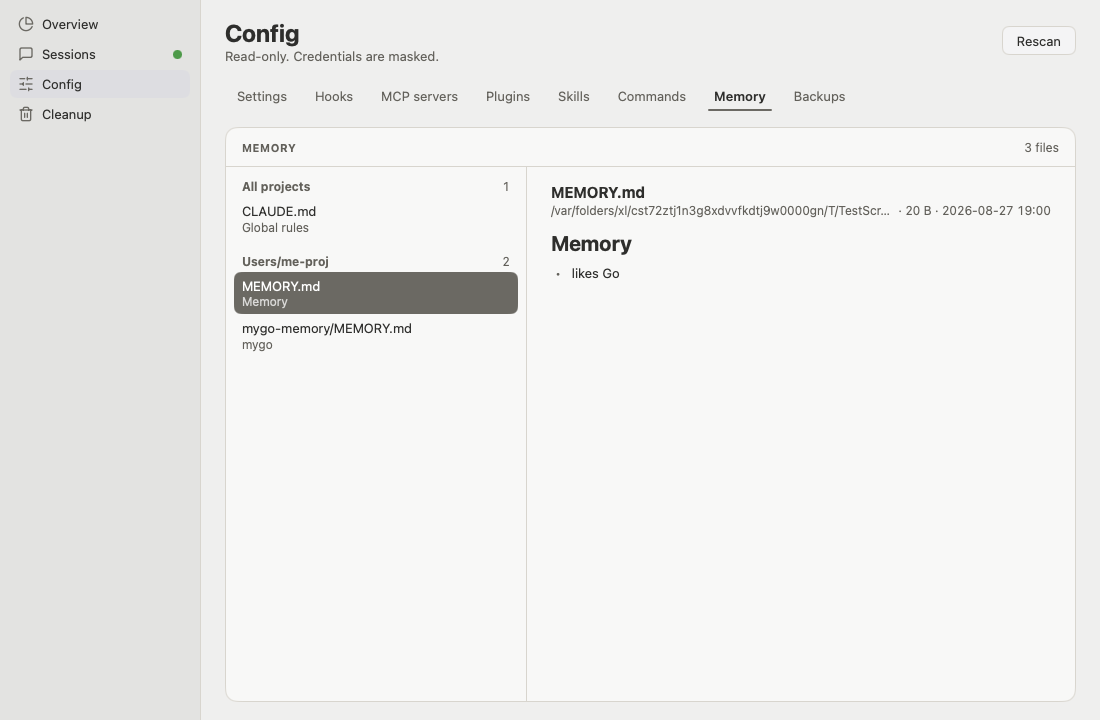 Overview
Sessions
Config
Cleanup
Config
Read-only. Credentials are masked.
Rescan
Settings
Hooks
MCP servers
Plugins
Skills
Commands
Memory
Backups
MEMORY
3 files
All projects
1
CLAUDE.md
Global rules
Users/me-proj
2
MEMORY.md
Memory
mygo-memory/MEMORY.md
mygo
MEMORY.md
/var/folders/xl/cst72ztj1n3g8xdvvfkdtj9w0000gn/T/TestScr... · 20 B · 2026-08-27 19:00
Memory
• likes Go